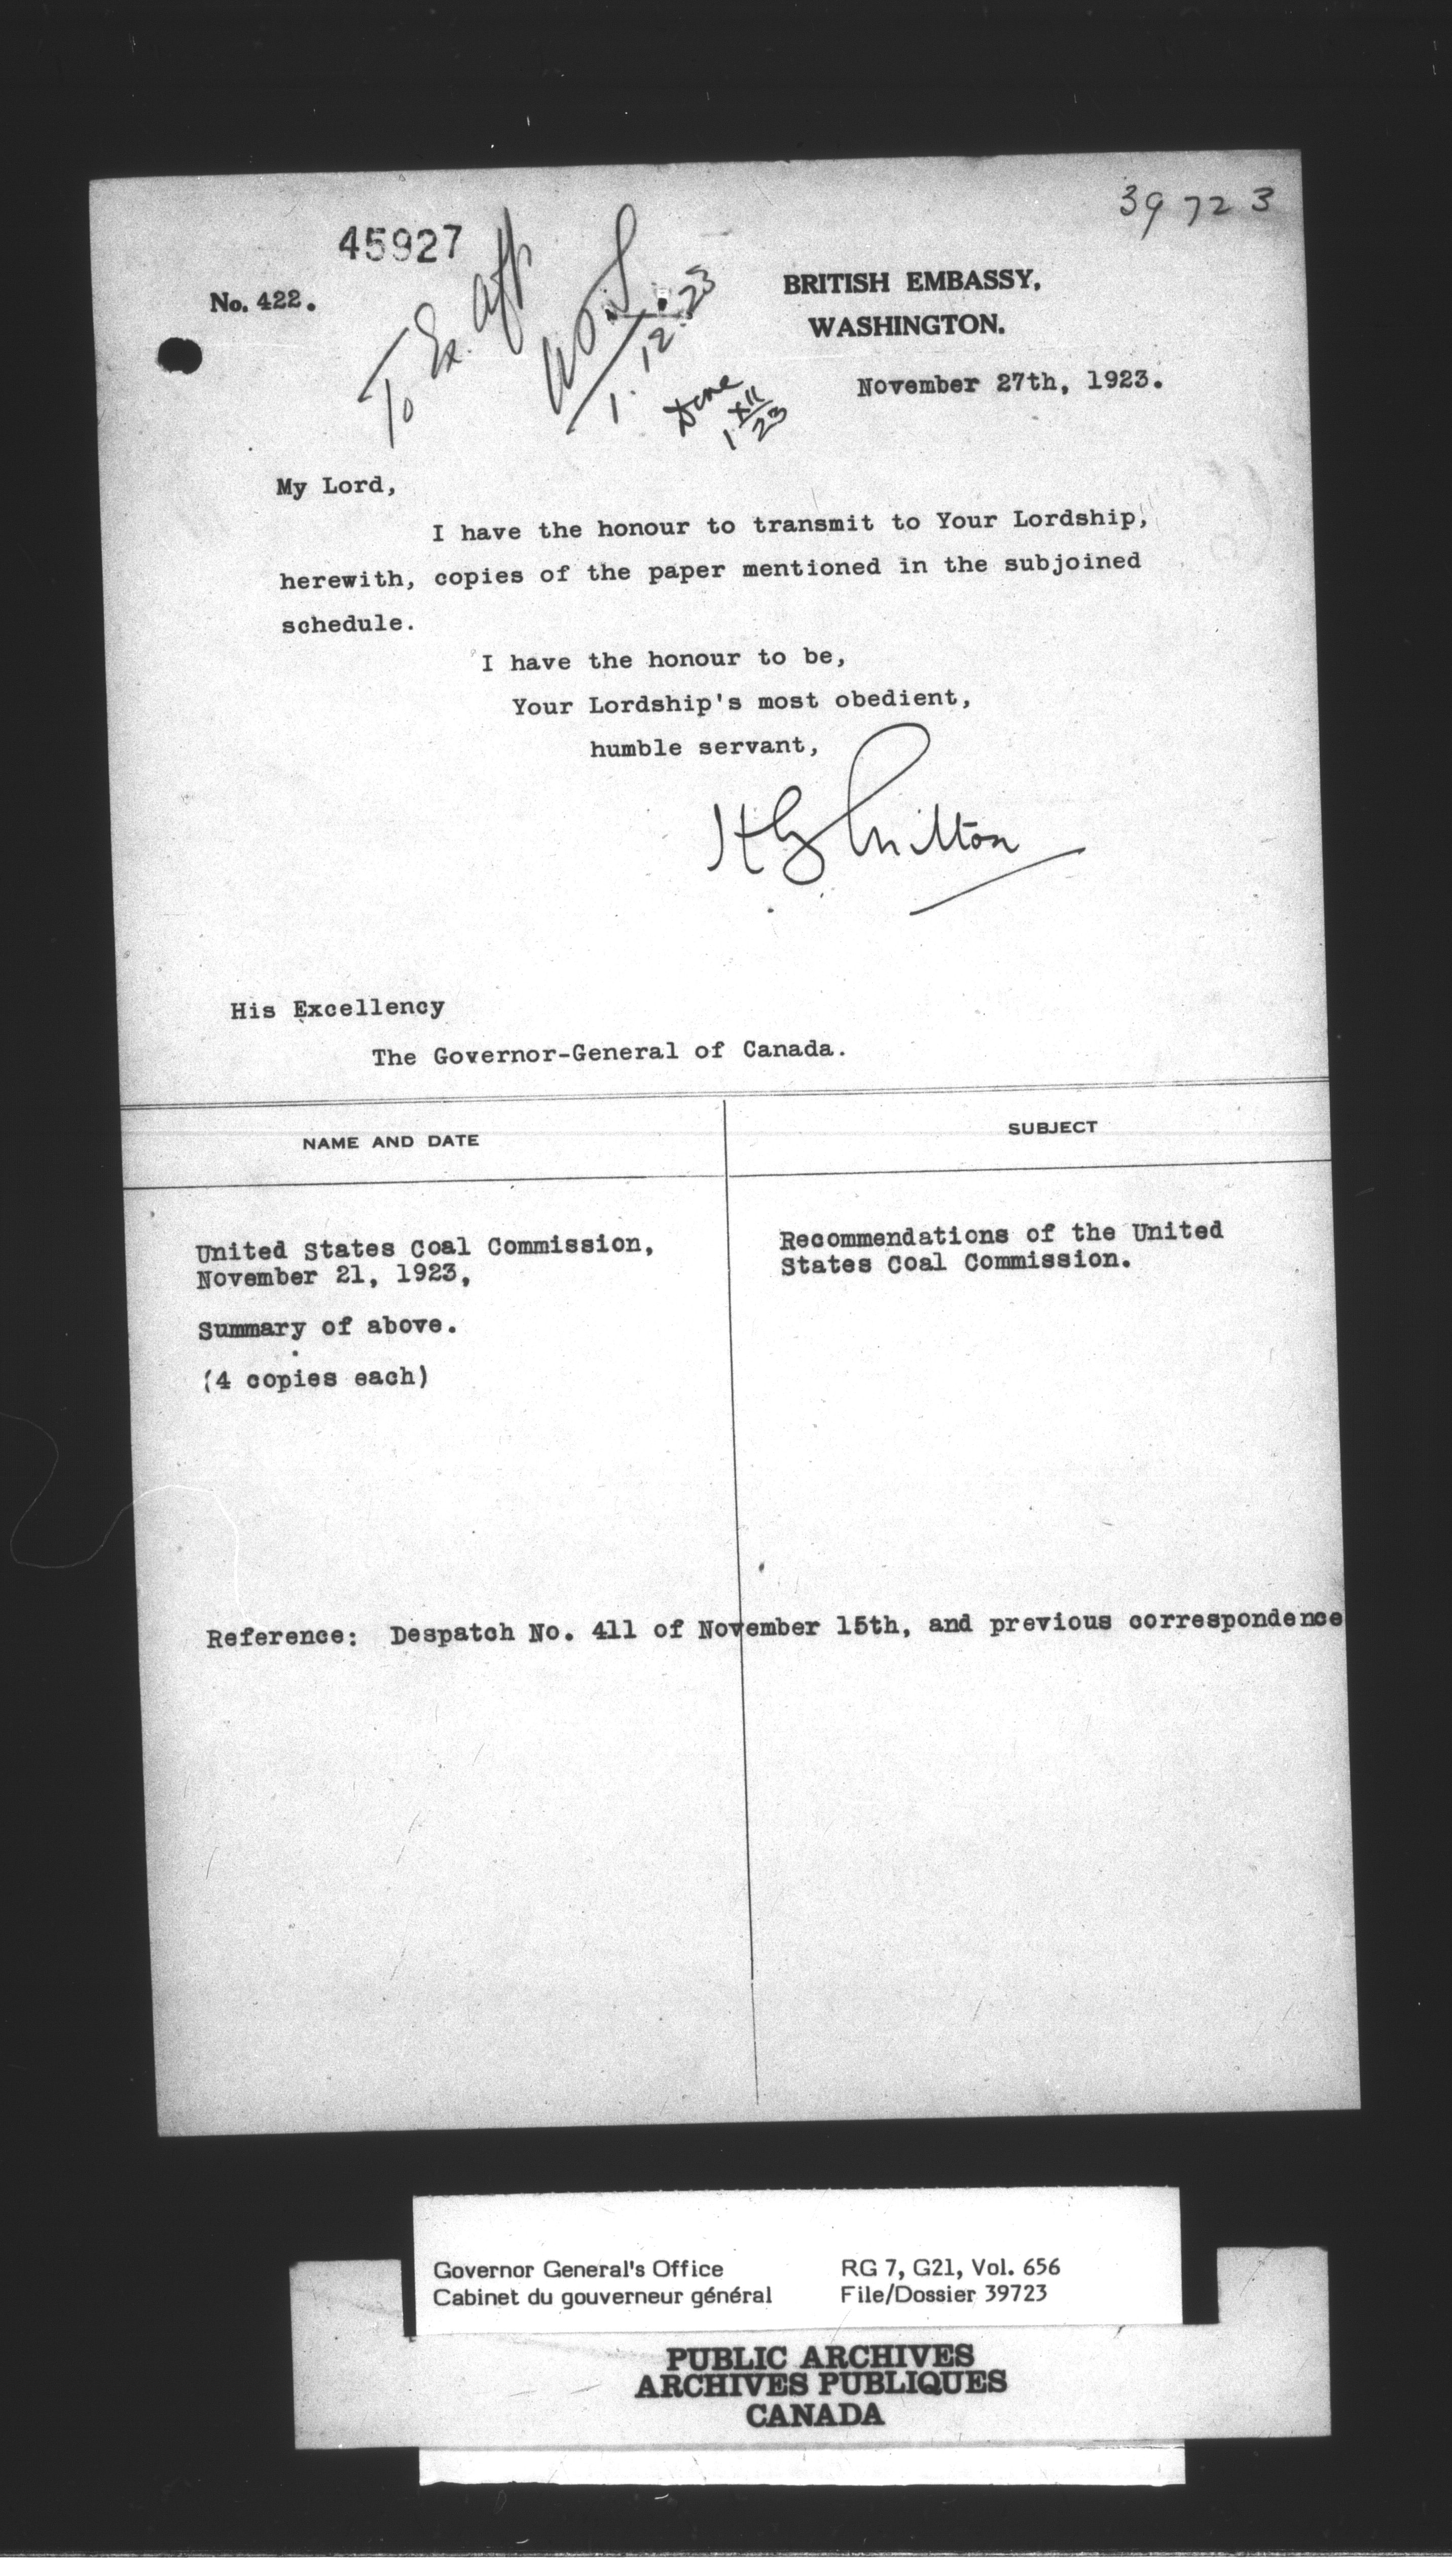 39723
45927
No. 422.
To Ex. Aff
1.12.23
Done
1 XII
23
BRITISH EMBASSY,
WASHINGTON.
November 27th, 1923.
My Lord,
I have the honour to transmit to Your Lordship,
herewith, copies of the paper mentioned in the subjoined
schedule.
I have the honour to be,
Your Lordship's most obedient,
humble servant,
His Excellency
The Governor-General of Canada.
NAME AND DATE
SUBJECT
United States Coal Commission,
November 21, 1923,
Summary of above.
(4 copies each)
Recommendations of the United
States Coal Commission.
Reference: Despatch No. 411 of November 15th, and previous correspondence
Governor General's Office
Cabinet du gouverneur général
RG 7, G21, Vol. 656
File/Dossier 39723
PUBLIC ARCHIVES
ARCHIVES PUBLIQUES
CANADA